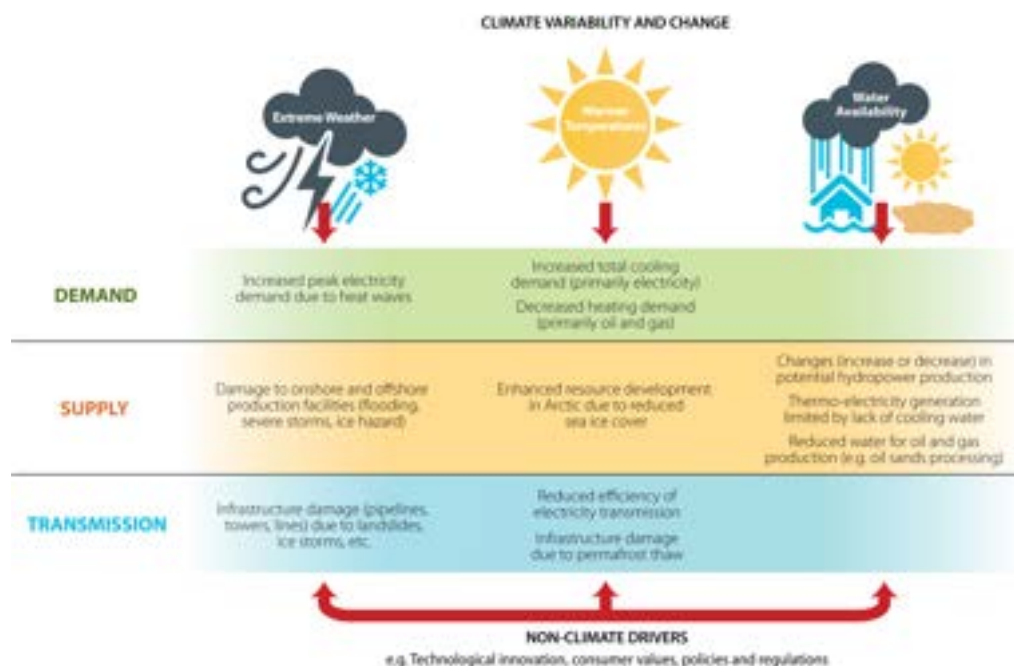 CLIMATE VARIABILITY AND CHANGE
Extreme Weather
Warmer
Temperatures
Water
Availability
DEMAND
Increased peak electricity
demand due to heat waves
Increased total cooling
demand (primarily electricity)
Decreased heating demand
(primarily oil and gas)
SUPPLY
Damage to onshore and offshore
production facilities (flooding,
severe storms, ice hazard)
Enhanced resource development
in Arctic due to reduced
sea ice cover
Changes (increase or decrease) in
potential hydropower production
Thermo-electricity generation
limited by lack of cooling water
Reduced water for oil and gas
production (e.g. oil sands processing)
TRANSMISSION
Infrastructure damage (pipelines,
towers, lines) due to landslides,
ice storms, etc.
Reduced efficiency of
electricity transmission
Infrastructure damage
due to permafrost thaw
NON-CLIMATE DRIVERS
e.g. Technological innovation, consumer values, policies and regulations